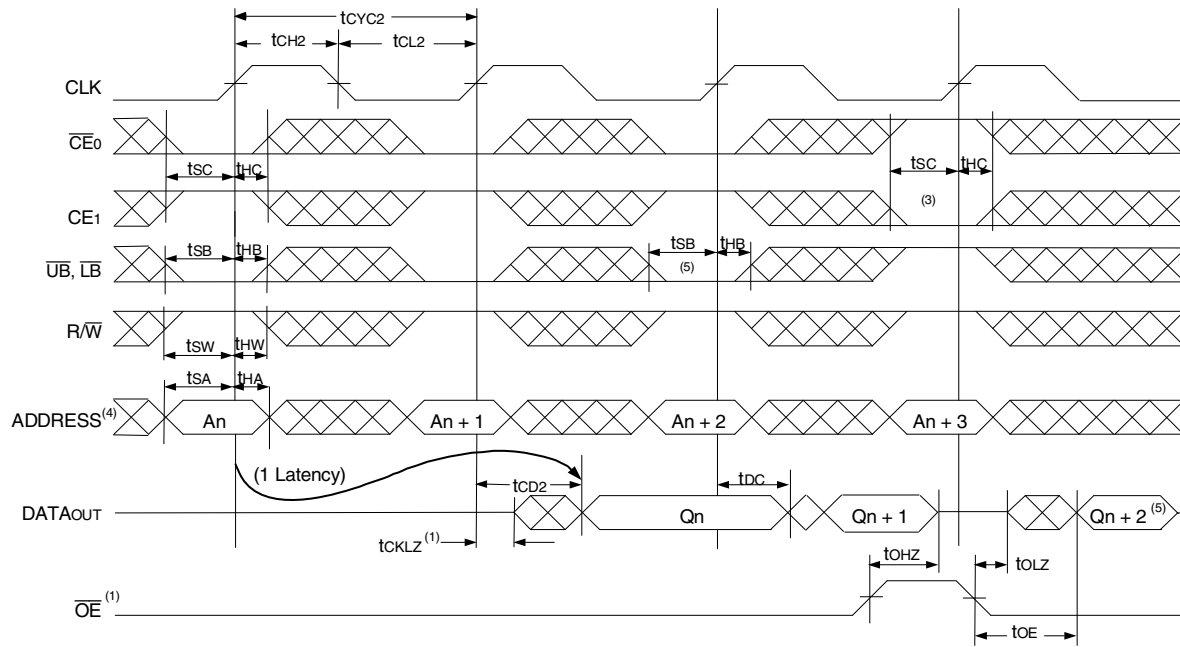 tCYC2
tCH2
tCL2
CLK
CE0
tSC
tHC
tSC
tHC
CE1
(3)
tSB
tHB
tSB
tHB
UB, LB
(5)
R/W
tSW
tHW
tSA
tHA
ADDRESS(4)
An
An + 1
An + 2
An + 3
(1 Latency)
tCD2
tDC
DATAOUT
Qn
Qn + 1
Qn + 2 (5)
tCKLZ (1)
tOHZ
tOLZ
OE (1)
tOE